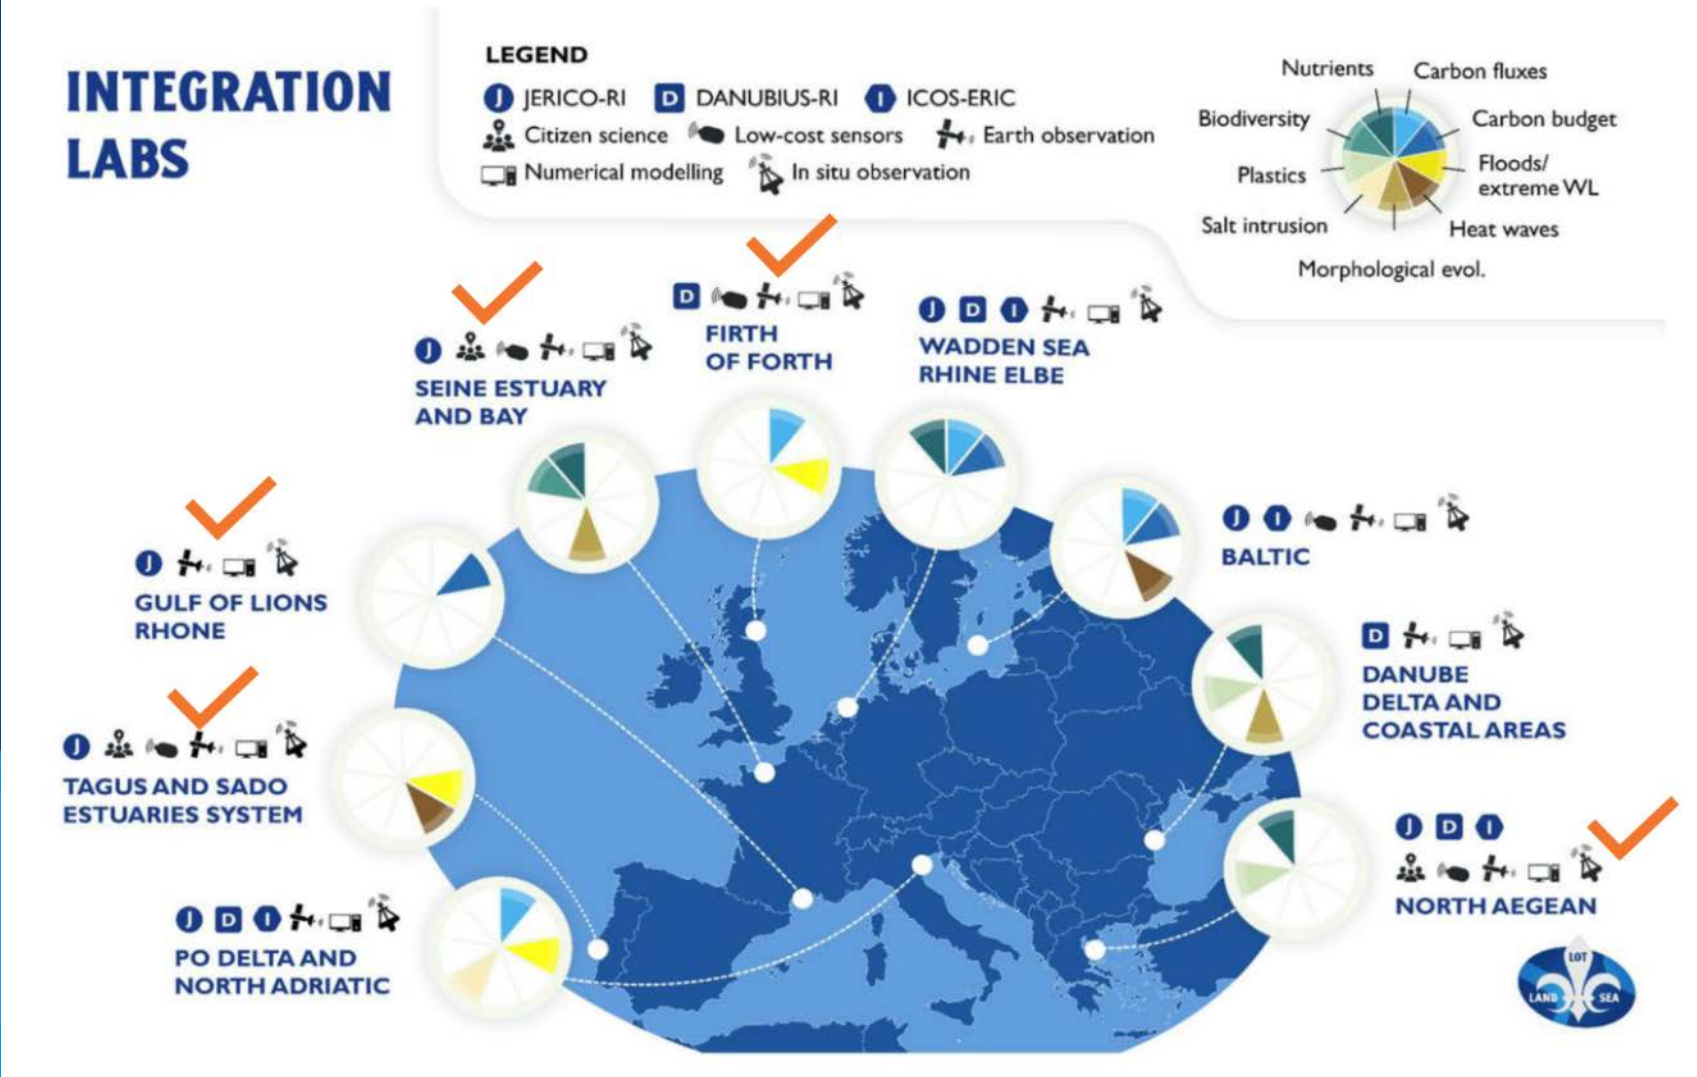 INTEGRATION
LABS
LEGEND
J JERICO-RI D DANUBIUS-RI I ICOS-ERIC
Citizen science Low-cost sensors Earth observation
Numerical modelling In situ observation
Nutrients Carbon fluxes
Biodiversity Carbon budget
Plastics Floods/
extreme WL
Salt intrusion Heat waves
Morphological evol.
D
FIRTH
OF FORTH
J D I
WADDEN SEA
RHINE ELBE
J
SEINE ESTUARY
AND BAY
J I
BALTIC
J
GULF OF LIONS
RHONE
D
DANUBE
DELTA AND
COASTAL AREAS
J
TAGUS AND SADO
ESTUARIES SYSTEM
J D I
NORTH AEGEAN
J D I
PO DELTA AND
NORTH ADRIATIC
LOT
LAND SEA